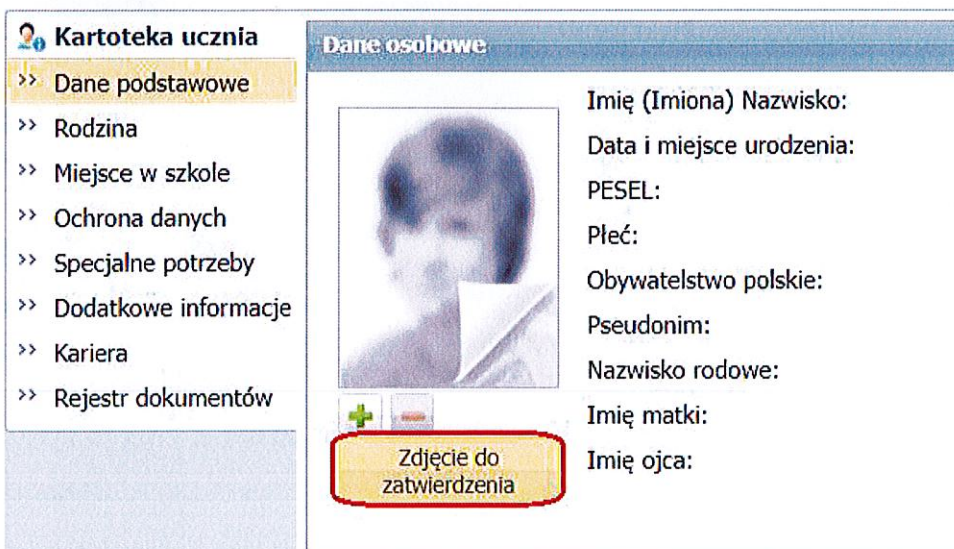 Kartoteka ucznia
Dane podstawowe
Rodzina
Miejsce w szkole
Ochrona danych
Specjalne potrzeby
Dodatkowe informacje
Kariera
Rejestr dokumentów
Dane osobowe
Imię (Imiona) Nazwisko:
Data i miejsce urodzenia:
PESEL:
Płeć:
Obywatelstwo polskie:
Pseudonim:
Nazwisko rodowe:
Imię matki:
Imię ojca:
Zdjęcie do
zatwierdzenia